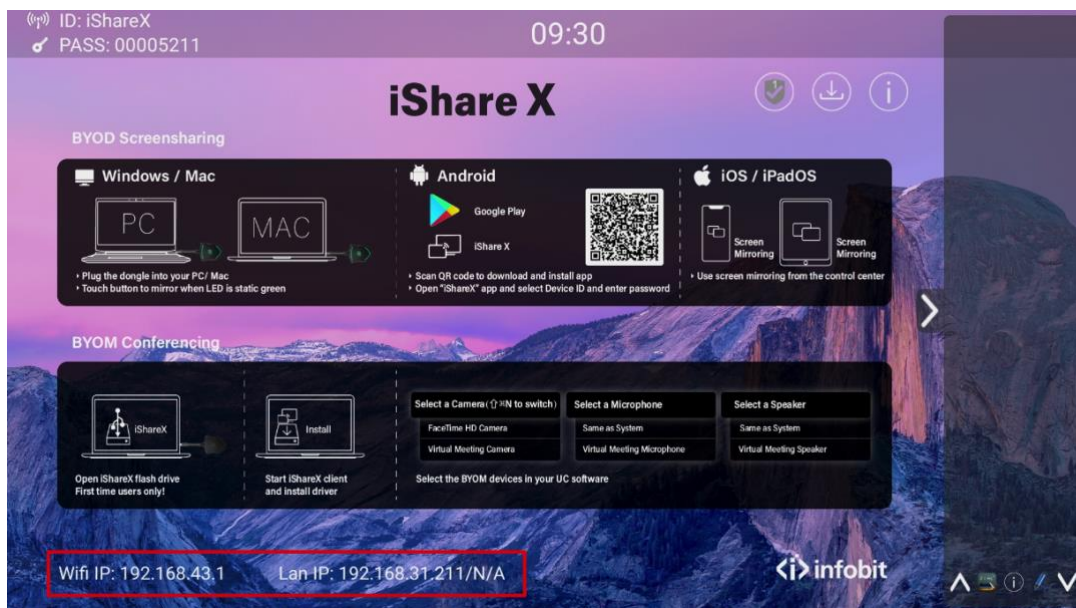 ID: iShareX
PASS: 00005211
09:30
iShare X
BYOD Screensharing
Windows / Mac
PC
MAC
‣ Plug the dongle into your PC/ Mac
‣ Touch button to mirror when LED is static green
Android
Google Play
iShare X
‣ Scan QR code to download and install app
‣ Open "iShareX" app and select Device ID and enter password
iOS / iPadOS
Screen
Mirroring
Screen
Mirroring
‣ Use screen mirroring from the control center
BYOM Conferencing
iShareX
Open iShareX flash drive
First time users only!
Install
Start iShareX client
and install driver
Select a Camera(⇧⌘N to switch)
FaceTime HD Camera
Virtual Meeting Camera
Select a Microphone
Same as System
Virtual Meeting Microphone
Select a Speaker
Same as System
Virtual Meeting Speaker
Select the BYOM devices in your UC software
Wifi IP: 192.168.43.1
Lan IP: 192.168.31.211/N/A
<i> infobit